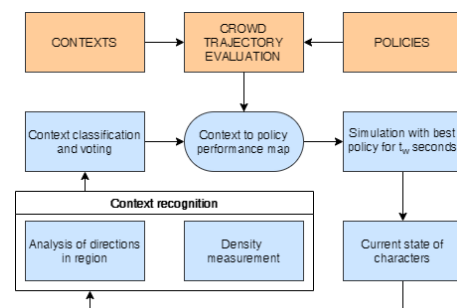 CONTEXTS
CROWD
TRAJECTORY
EVALUATION
POLICIES
Context classification
and voting
Context to policy
performance map
Simulation with best
policy for tw seconds
Context recognition
Analysis of directions
in region
Density
measurement
Current state of
characters